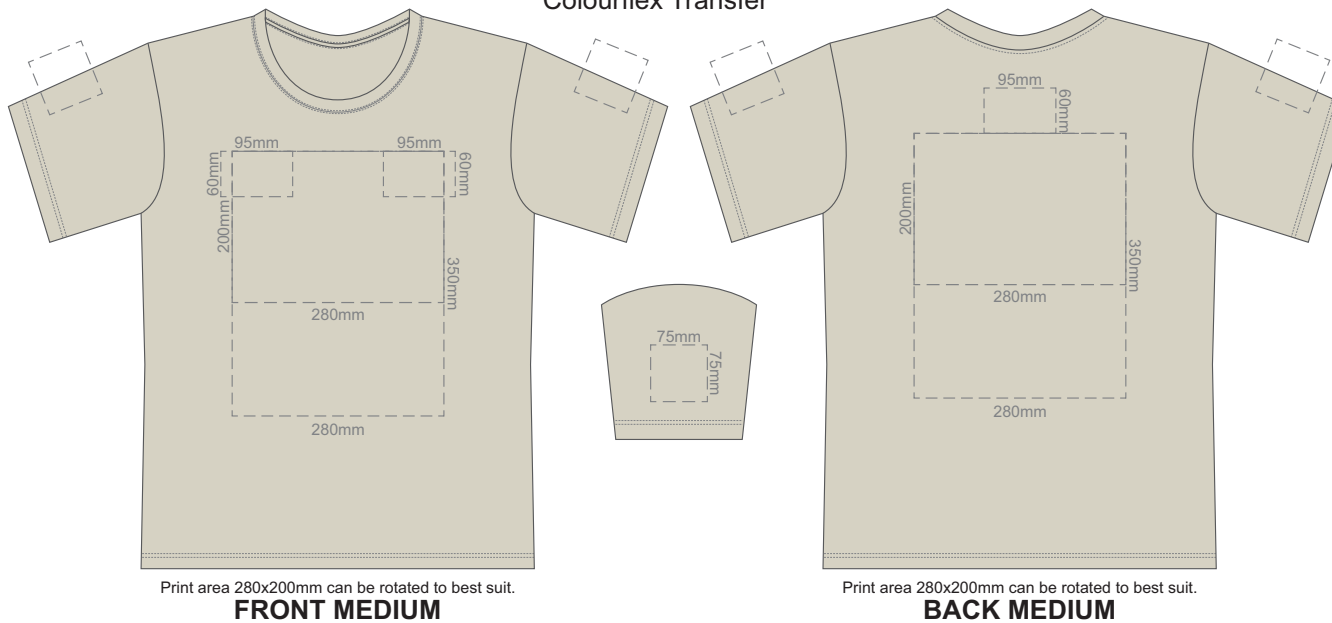 Colourflex Transfer
95mm
95mm
60mm
60mm
200mm
350mm
280mm
280mm
Print area 280x200mm can be rotated to best suit.
FRONT MEDIUM
75mm
75mm
95mm
60mm
200mm
350mm
280mm
280mm
Print area 280x200mm can be rotated to best suit.
BACK MEDIUM